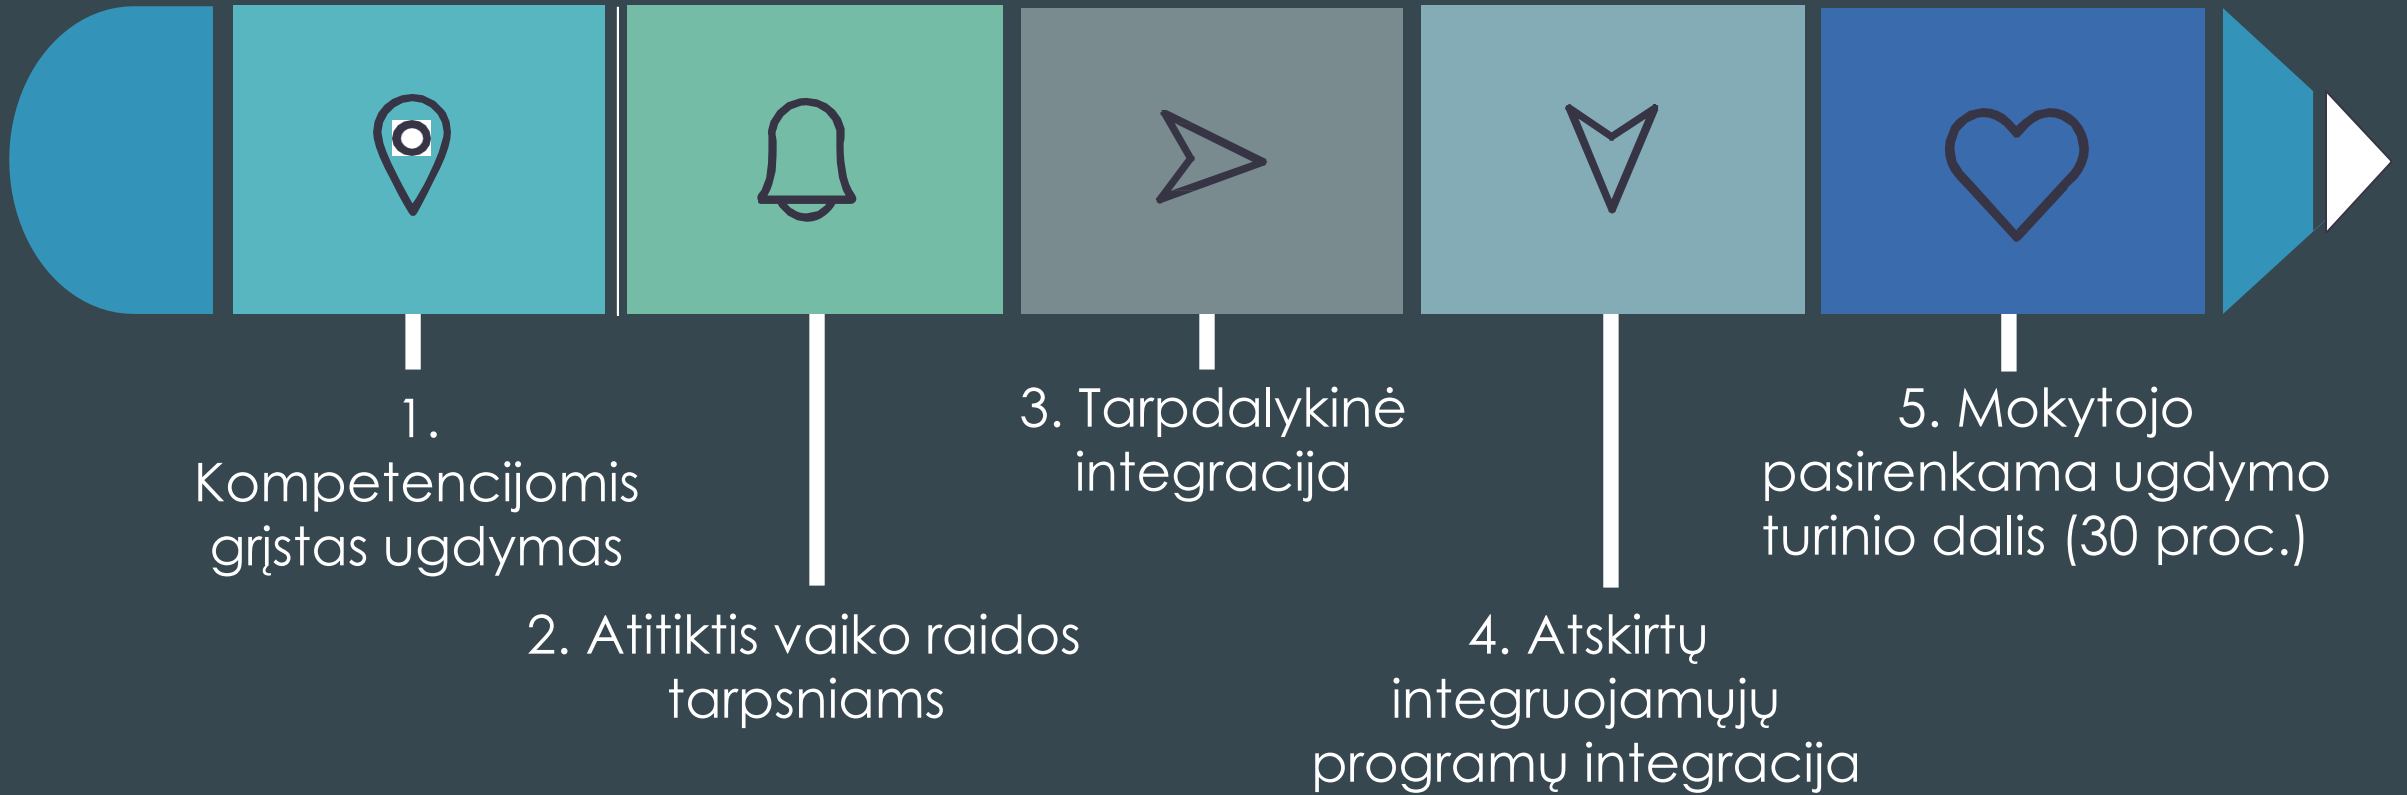 1.
Kompetencijomis
grįstas ugdymas
2. Atitiktis vaiko raidos
tarpsniams
3. Tarpdalykinė
integracija
4. Atskirtų
integruojamųjų
programų integracija
5. Mokytojo
pasirenkama ugdymo
turinio dalis (30 proc.)